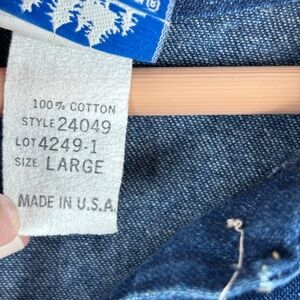 ®
100% COTTON
STYLE 24049
LOT 4249-1
SIZE LARGE
MADE IN U.S.A.